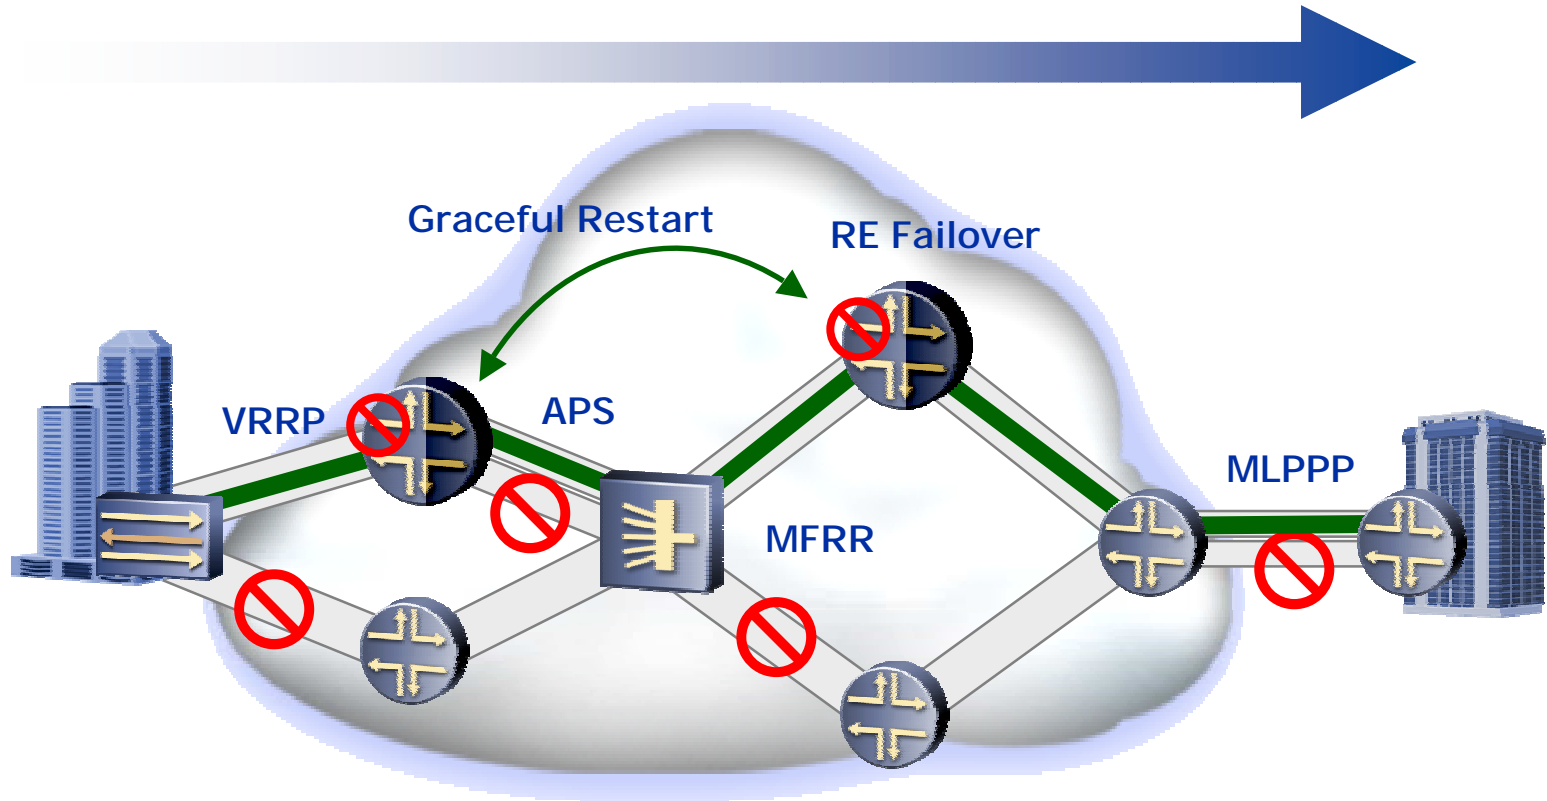 Graceful Restart
RE Failover
VRRP
APS
MLPPP
MFRR